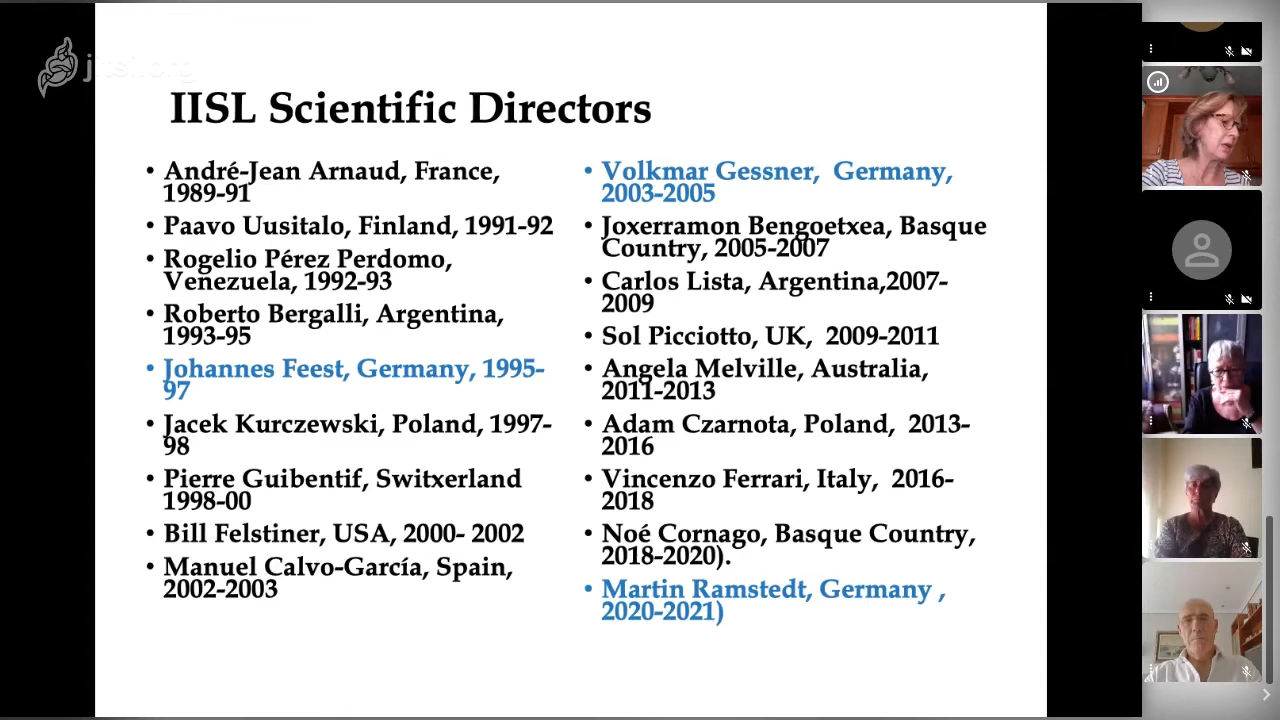 jitsi.org
IISL Scientific Directors
• André-Jean Arnaud, France,
1989-91
• Paavo Uusitalo, Finland, 1991-92
• Rogelio Pérez Perdomo,
Venezuela, 1992-93
• Roberto Bergalli, Argentina,
1993-95
• Johannes Feest, Germany, 1995-
97
• Jacek Kurczewski, Poland, 1997-
98
• Pierre Guibentif, Switxerland
1998-00
• Bill Felstiner, USA, 2000- 2002
• Manuel Calvo-García, Spain,
2002-2003
• Volkmar Gessner, Germany,
2003-2005
• Joxerramon Bengoetxea, Basque
Country, 2005-2007
• Carlos Lista, Argentina,2007-
2009
• Sol Picciotto, UK, 2009-2011
• Angela Melville, Australia,
2011-2013
• Adam Czarnota, Poland, 2013-
2016
• Vincenzo Ferrari, Italy, 2016-
2018
• Noé Cornago, Basque Country,
2018-2020).
• Martin Ramstedt, Germany ,
2020-2021)